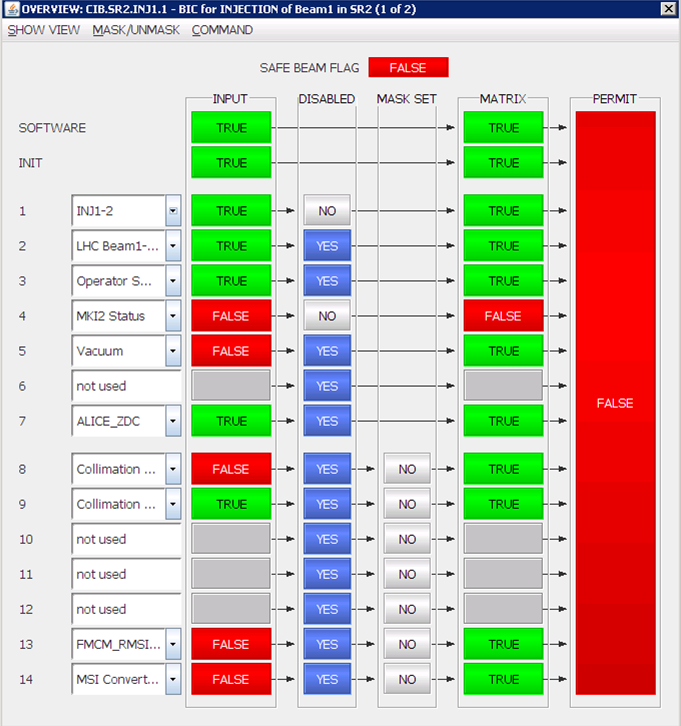 OVERVIEW: CIB.SR2.INJ1.1 - BIC for INJECTION of Beam1 in SR2 (1 of 2)
SHOW VIEW MASK/UNMASK COMMAND
SAFE BEAM FLAG FALSE
INPUT DISABLED MASK SET MATRIX PERMIT
SOFTWARE TRUE TRUE
INIT TRUE TRUE
1 INJ1-2 TRUE NO TRUE
2 LHC Beam1-... TRUE YES TRUE
3 Operator S... TRUE YES TRUE
4 MKI2 Status FALSE NO FALSE
5 Vacuum FALSE YES TRUE
6 not used YES
FALSE
7 ALICE_ZDC TRUE YES TRUE
8 Collimation ... FALSE YES NO TRUE
9 Collimation ... TRUE YES NO TRUE
10 not used YES NO
11 not used YES NO
12 not used YES NO
13 FMCM_RMSI... FALSE YES NO TRUE
14 MSI Convert... FALSE YES NO TRUE